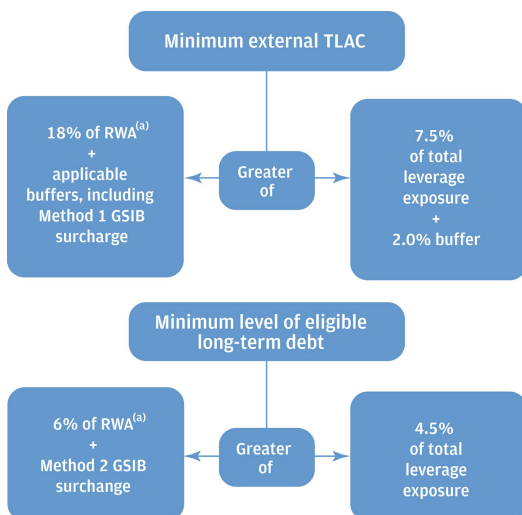 Minimum external TLAC
18% of RWA(a)
+
applicable
buffers, including
Method 1 GSIB
surcharge
Greater
of
7.5%
of total
leverage
exposure
+
2.0% buffer
Minimum level of eligible
long-term debt
6% of RWA(a)
+
Method 2 GSIB
surchange
Greater
of
4.5%
of total
leverage
exposure